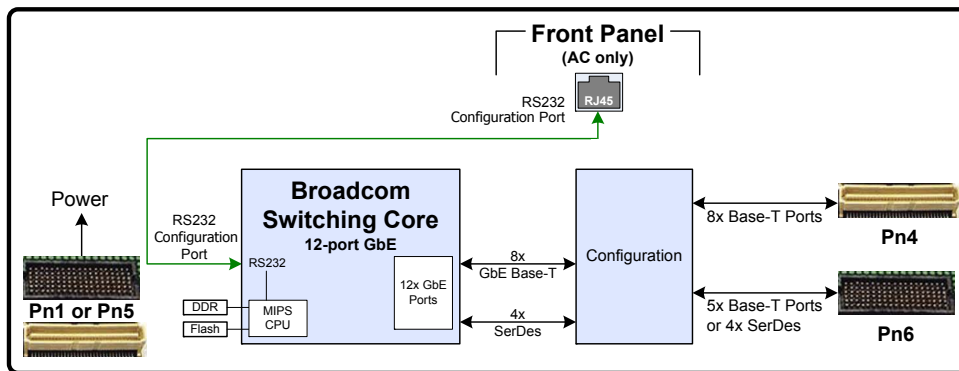 Front Panel
(AC only)
RJ45
RS232
Configuration Port
Power
RS232
Configuration
Port
Pn1 or Pn5
Broadcom
Switching Core
12-port GbE
RS232
DDR
Flash
MIPS
CPU
12x GbE
Ports
8x
GbE Base-T
4x
SerDes
Configuration
8x Base-T Ports
Pn4
5x Base-T Ports
or 4x SerDes
Pn6